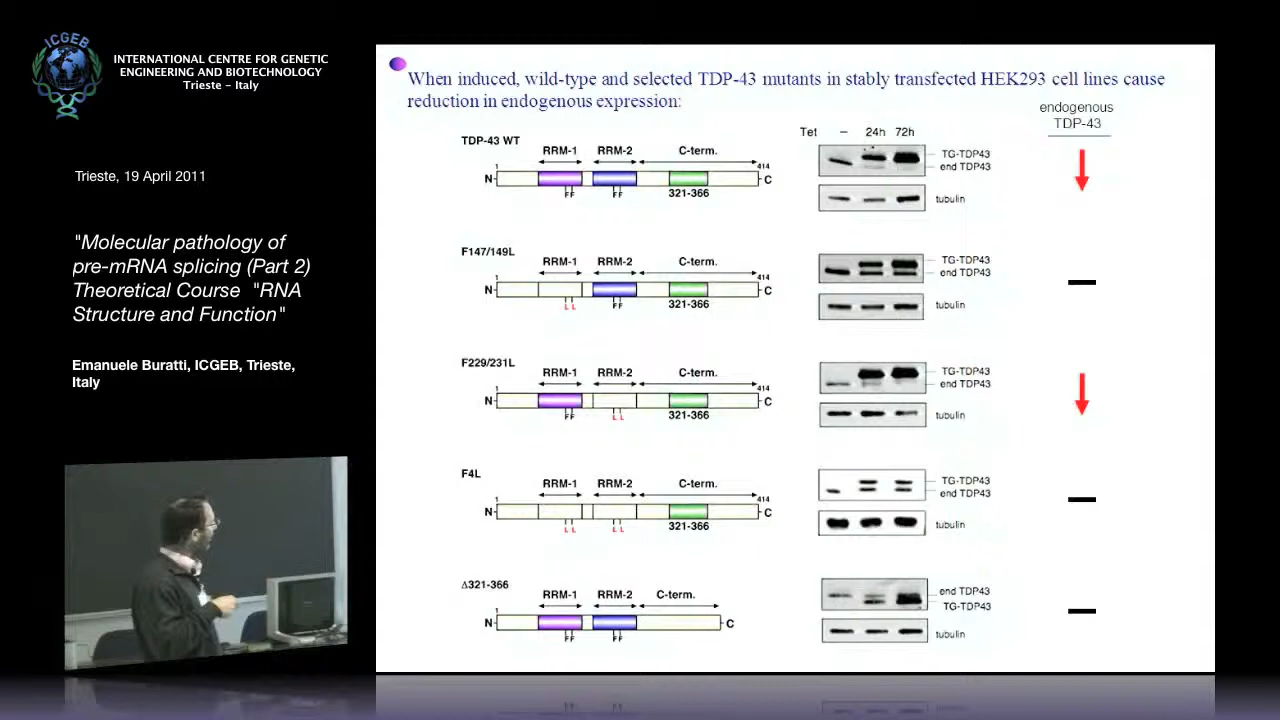 ICGEB
INTERNATIONAL CENTRE FOR GENETIC
ENGINEERING AND BIOTECHNOLOGY
Trieste - Italy
Trieste, 19 April 2011
"Molecular pathology of
pre-mRNA splicing (Part 2)
Theoretical Course "RNA
Structure and Function"
Emanuele Buratti, ICGEB, Trieste,
Italy
When induced, wild-type and selected TDP-43 mutants in stably transfected HEK293 cell lines cause
reduction in endogenous expression:
endogenous
TDP-43
Tet – 24h 72h
TDP-43 WT
RRM-1 RRM-2 C-term.
1 414
N C
FF FF 321-366
TG-TDP43
end TDP43
tubulin
F147/149L
RRM-1 RRM-2 C-term.
1 414
N C
L L FF 321-366
TG-TDP43
end TDP43
tubulin
F229/231L
RRM-1 RRM-2 C-term.
1 414
N C
FF L L 321-366
TG-TDP43
end TDP43
tubulin
F4L
RRM-1 RRM-2 C-term.
1 414
N C
L L L L 321-366
TG-TDP43
end TDP43
tubulin
Δ321-366
RRM-1 RRM-2 C-term.
1
N C
FF FF
end TDP43
TG-TDP43
tubulin